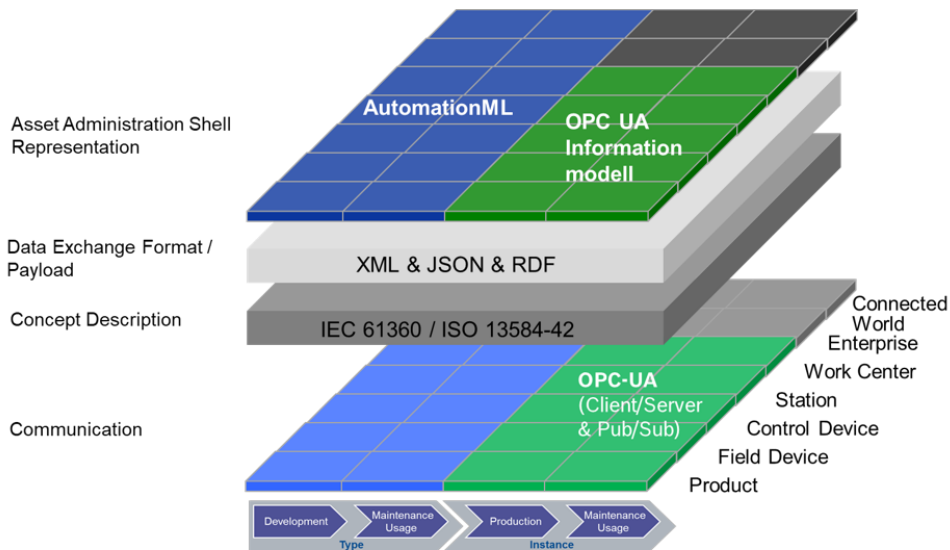 Asset Administration Shell
Representation
AutomationML
OPC UA
Information
modell
Data Exchange Format /
Payload
XML & JSON & RDF
Concept Description
IEC 61360 / ISO 13584-42
Communication
OPC-UA
(Client/Server
& Pub/Sub)
Connected
World
Enterprise
Work Center
Station
Control Device
Field Device
Product
Development
Maintenance
Usage
Production
Maintenance
Usage
Type
Instance